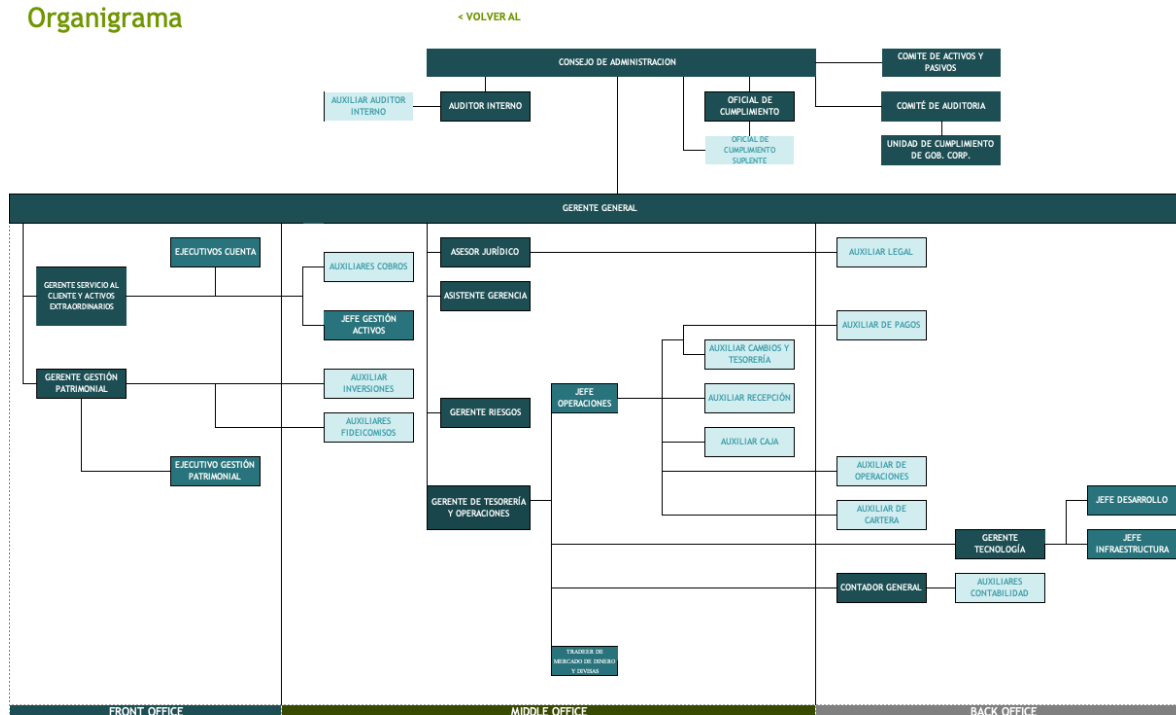 Organigrama
< VOLVER AL
CONSEJO DE ADMINISTRACION
COMITE DE ACTIVOS Y
PASIVOS
AUXILIAR AUDITOR
INTERNO
AUDITOR INTERNO
OFICIAL DE
CUMPLIMIENTO
COMITÉ DE AUDITORIA
OFICIAL DE
CUMPLIMIENTO
SUPLENTE
UNIDAD DE CUMPLIMIENTO
DE GOB. CORP.
GERENTE GENERAL
EJECUTIVOS CUENTA
ASESOR JURÍDICO
AUXILIAR LEGAL
AUXILIARES COBROS
GERENTE SERVICIO AL
CLIENTE Y ACTIVOS
EXTRAORDINARIOS
ASISTENTE GERENCIA
JEFE GESTIÓN
ACTIVOS
AUXILIAR DE PAGOS
AUXILIAR CAMBIOS Y
TESORERÍA
GERENTE GESTIÓN
PATRIMONIAL
AUXILIAR
INVERSIONES
JEFE
OPERACIONES
AUXILIAR RECEPCIÓN
GERENTE RIESGOS
AUXILIARES
FIDEICOMISOS
AUXILIAR CAJA
EJECUTIVO GESTIÓN
PATRIMONIAL
AUXILIAR DE
OPERACIONES
GERENTE DE TESORERÍA
Y OPERACIONES
JEFE DESARROLLO
AUXILIAR DE
CARTERA
GERENTE
TECNOLOGÍA
JEFE
INFRAESTRUCTURA
CONTADOR GENERAL
AUXILIARES
CONTABILIDAD
TRADEER DE
MERCADO DE DINERO
Y DIVISAS
FRONT OFFICE
MIDDLE OFFICE
BACK OFFICE